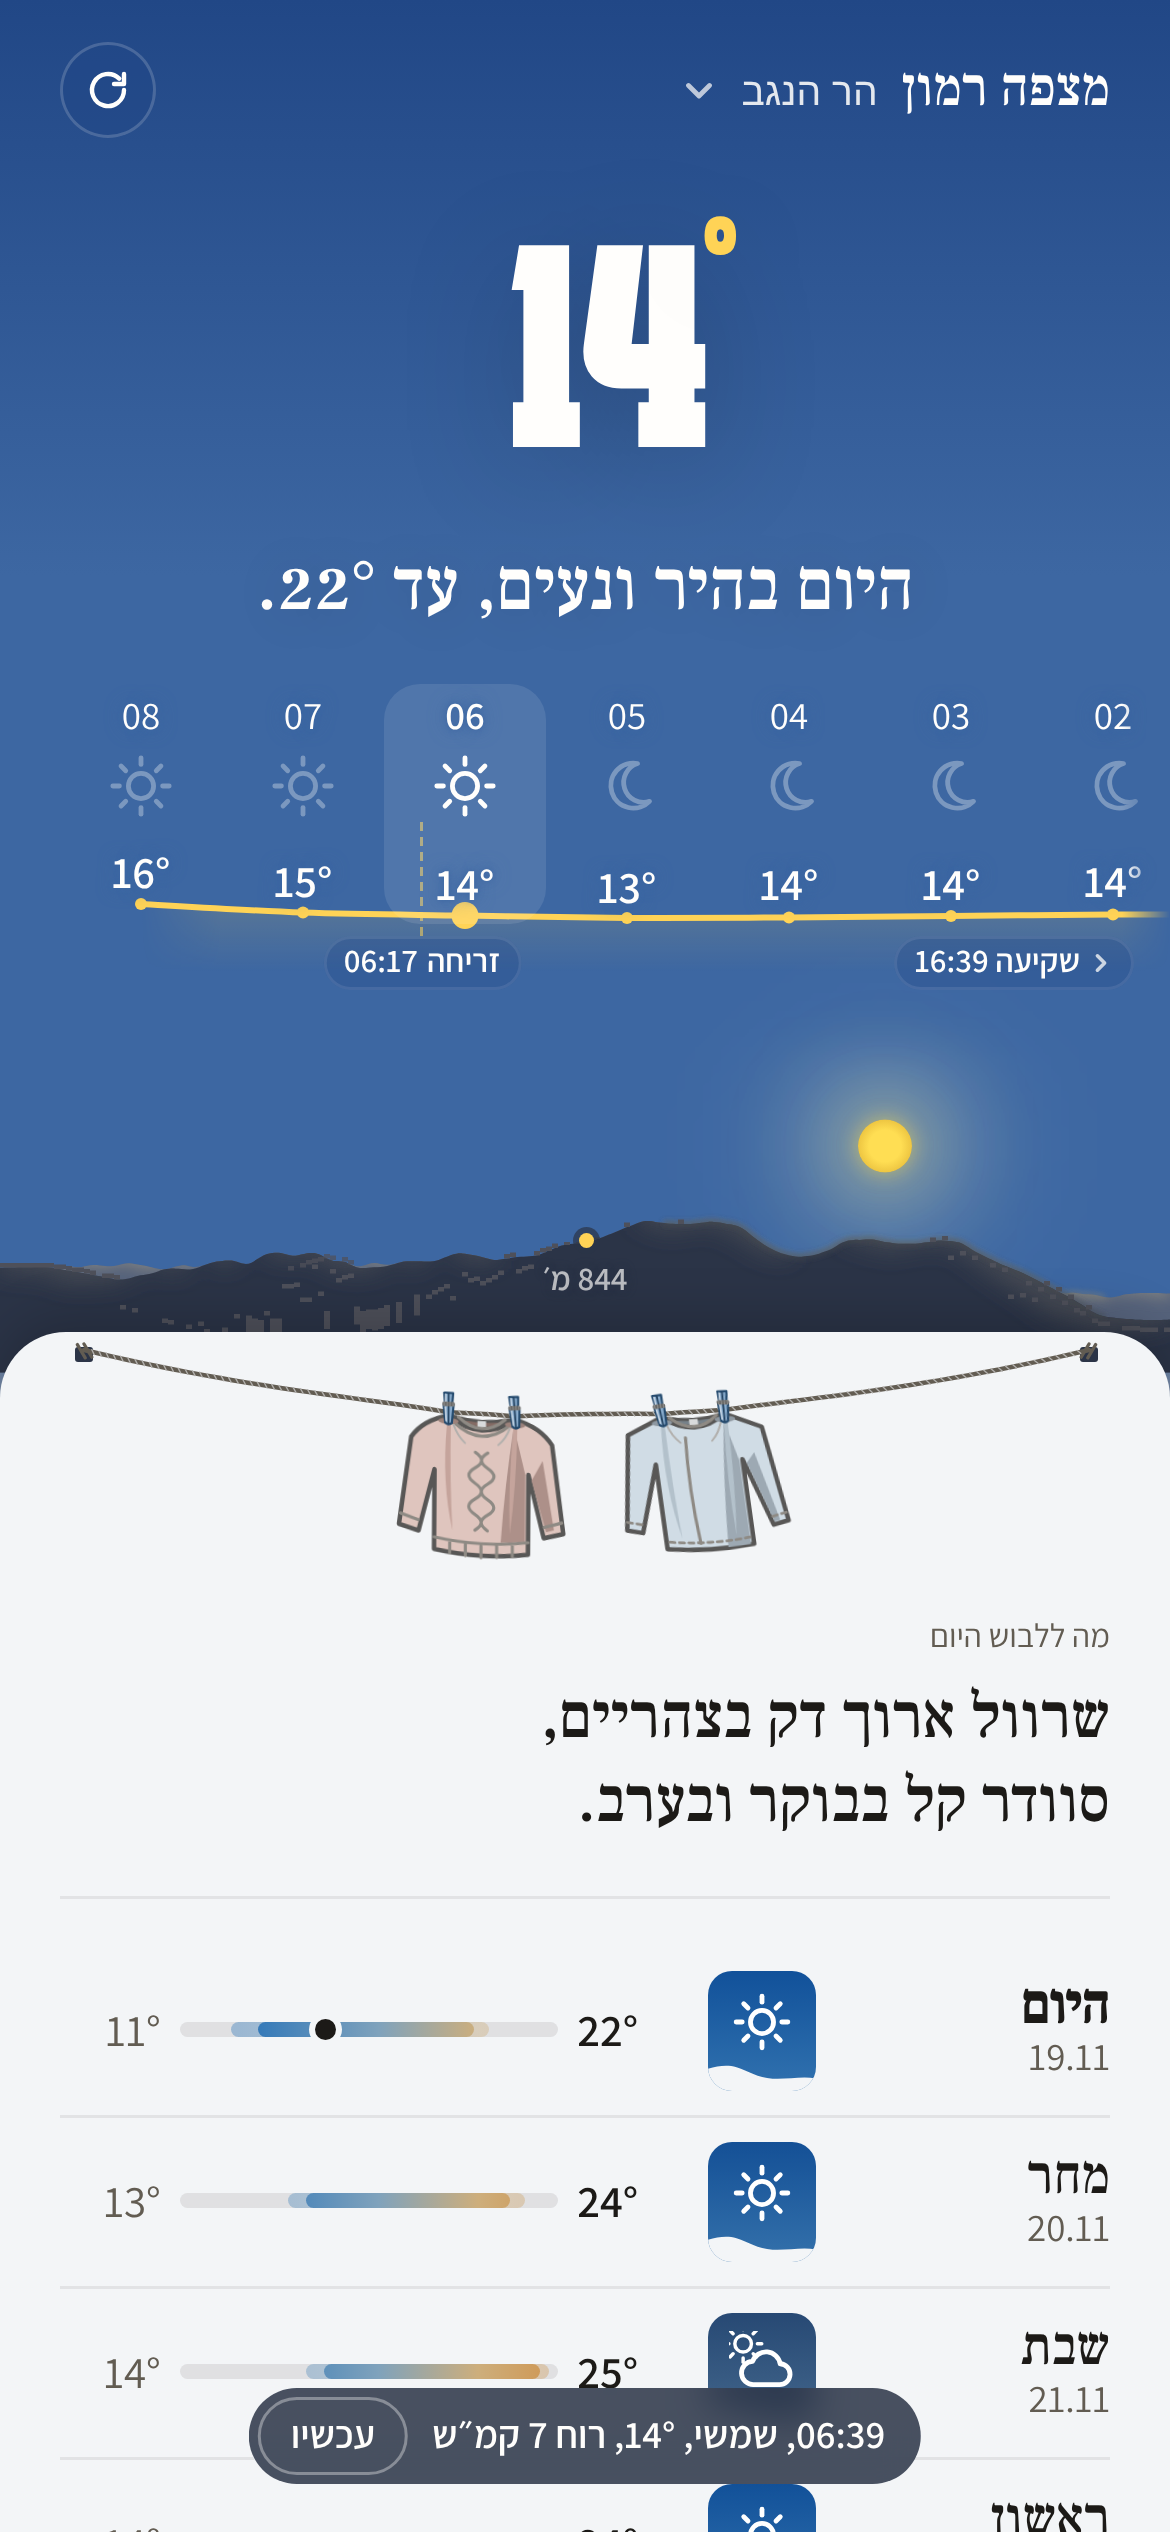 מצפה רמון הר הנגב
14°
היום בהיר ונעים, עד 22°.
02 03 04 05 06 07 08
14° 14° 14° 13° 14° 15° 16°
שקיעה 16:39 זריחה 06:17
844 מ׳
מה ללבוש היום
שרוול ארוך דק בצהריים,
סוודר קל בבוקר ובערב.
היום 22° 11°
19.11
מחר 24° 13°
20.11
שבת 25° 14°
21.11
06:39, שמשי, 14°, רוח 7 קמ״ש עכשיו
ראשון